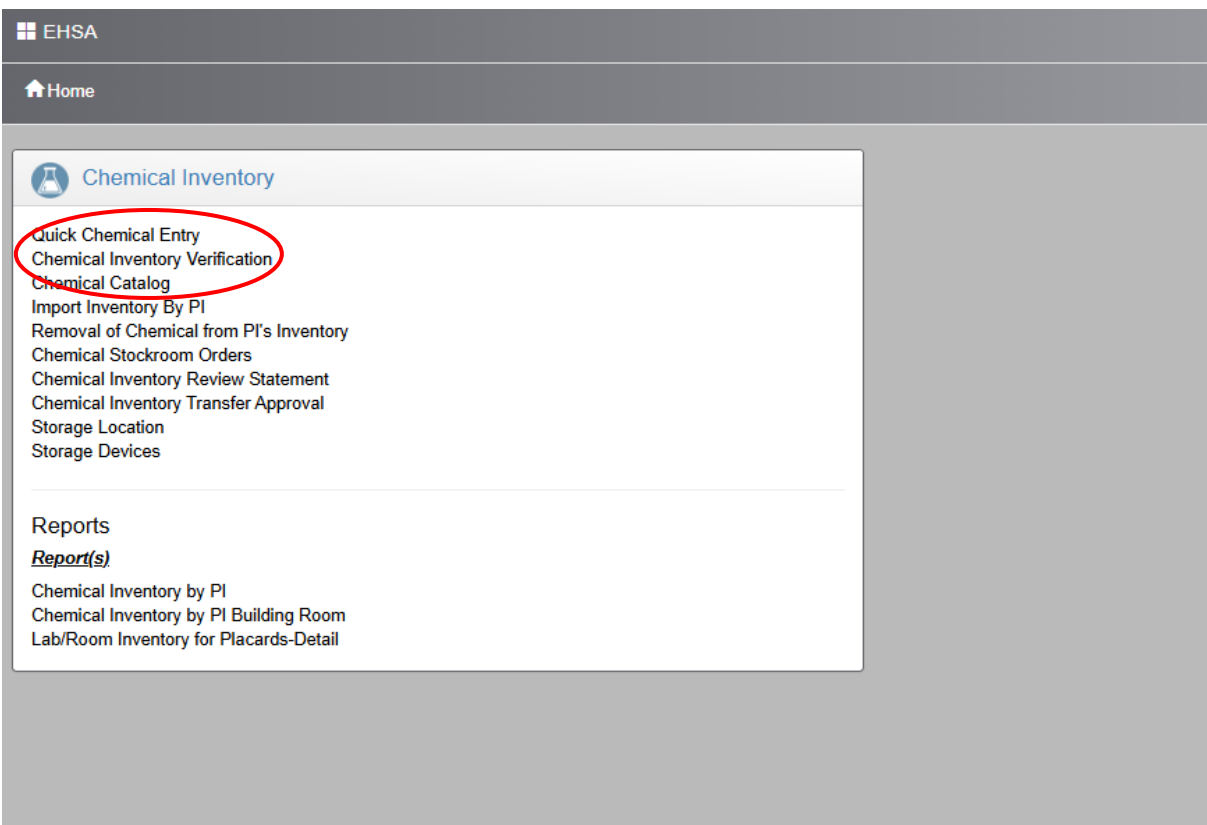 EHSA
Home
Chemical Inventory
Quick Chemical Entry
Chemical Inventory Verification
Chemical Catalog
Import Inventory By PI
Removal of Chemical from PI's Inventory
Chemical Stockroom Orders
Chemical Inventory Review Statement
Chemical Inventory Transfer Approval
Storage Location
Storage Devices
Reports
Report(s)
Chemical Inventory by PI
Chemical Inventory by PI Building Room
Lab/Room Inventory for Placards-Detail